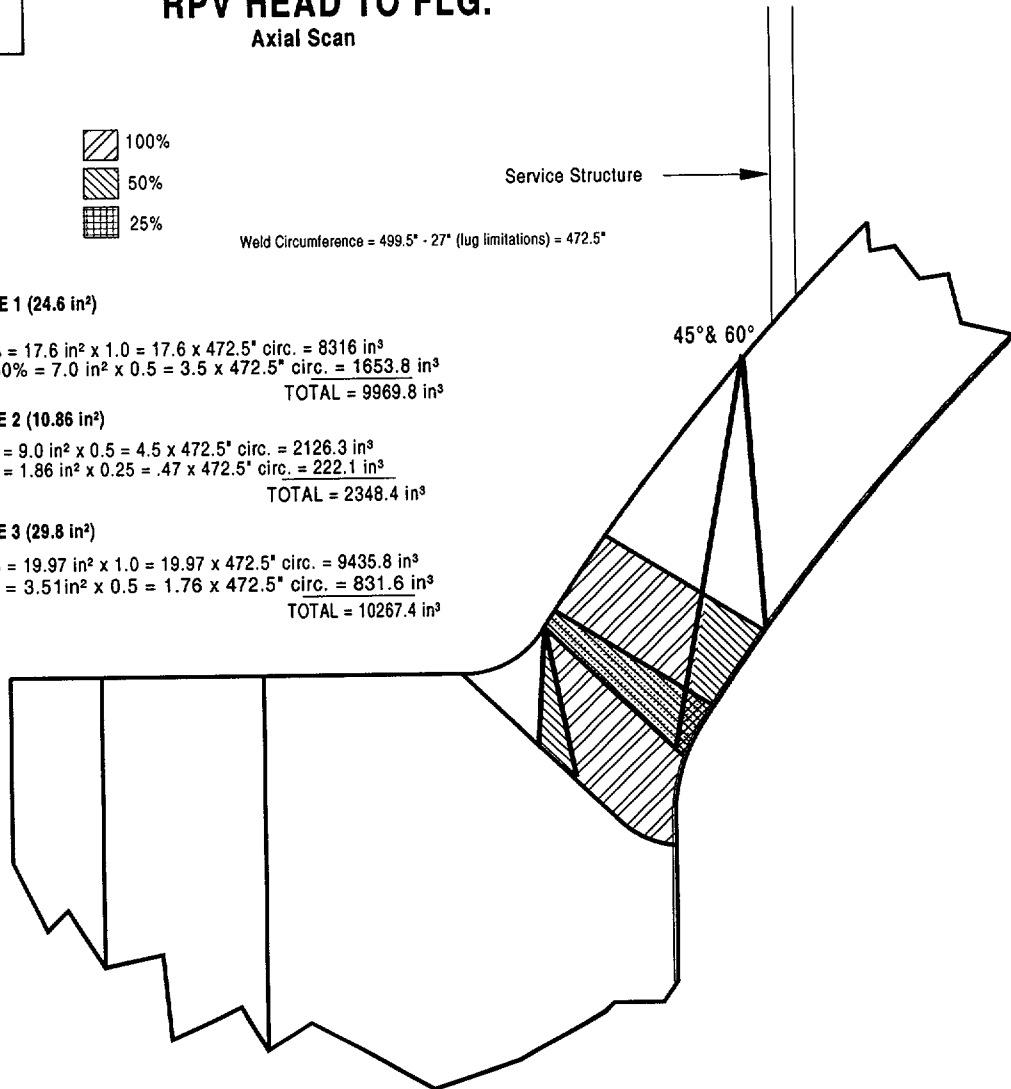 RPV HEAD TO FLG.
Axial Scan
100%
50%
25%
Service Structure
Weld Circumference = 499.5" - 27" (lug limitations) = 472.5"
E 1 (24.6 in²)
= 17.6 in² x 1.0 = 17.6 x 472.5" circ. = 8316 in³
0% = 7.0 in² x 0.5 = 3.5 x 472.5" circ. = 1653.8 in³
TOTAL = 9969.8 in³
45°& 60°
E 2 (10.86 in²)
= 9.0 in² x 0.5 = 4.5 x 472.5" circ. = 2126.3 in³
= 1.86 in² x 0.25 = .47 x 472.5" circ. = 222.1 in³
TOTAL = 2348.4 in³
E 3 (29.8 in²)
= 19.97 in² x 1.0 = 19.97 x 472.5" circ. = 9435.8 in³
= 3.51in² x 0.5 = 1.76 x 472.5" circ. = 831.6 in³
TOTAL = 10267.4 in³